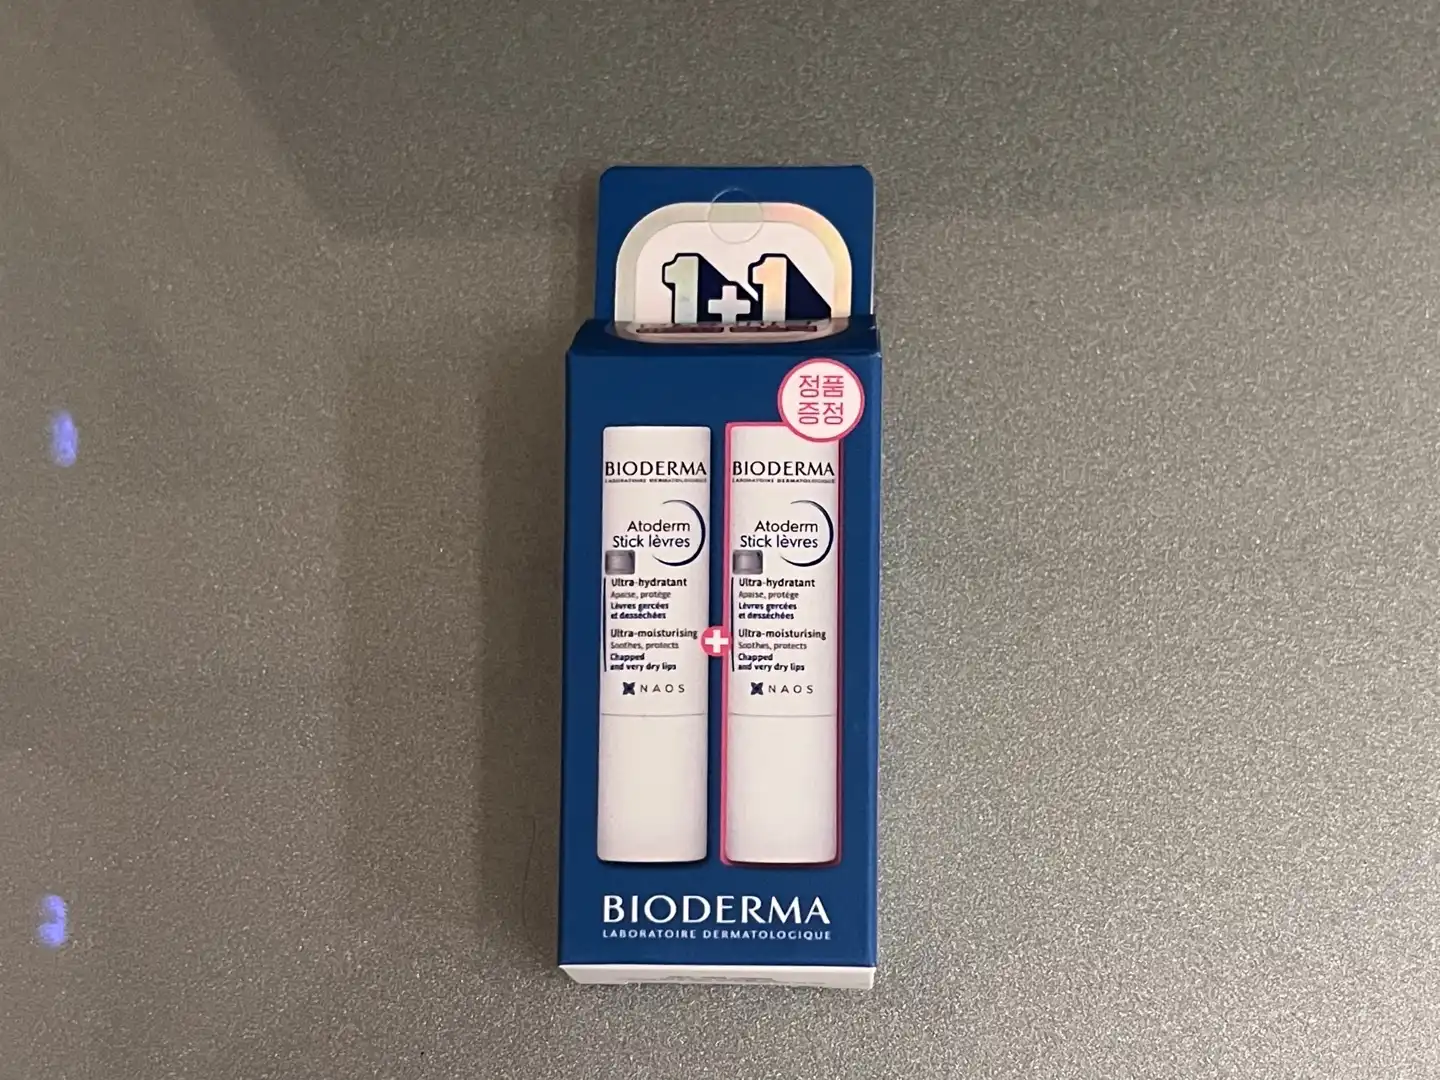 1+1
정품
증정
BIODERMA
LABORATOIRE DERMATOLOGIQUE
Atoderm
Stick lèvres
Ultra-hydratant
Apaise, protège
Lèvres gercées
et desséchées
Ultra-moisturising
Soothes, protects
Chapped
and very dry lips
NAOS
BIODERMA
LABORATOIRE DERMATOLOGIQUE
Atoderm
Stick lèvres
Ultra-hydratant
Apaise, protège
Lèvres gercées
et desséchées
Ultra-moisturising
Soothes, protects
Chapped
and very dry lips
NAOS
+
BIODERMA
LABORATOIRE DERMATOLOGIQUE